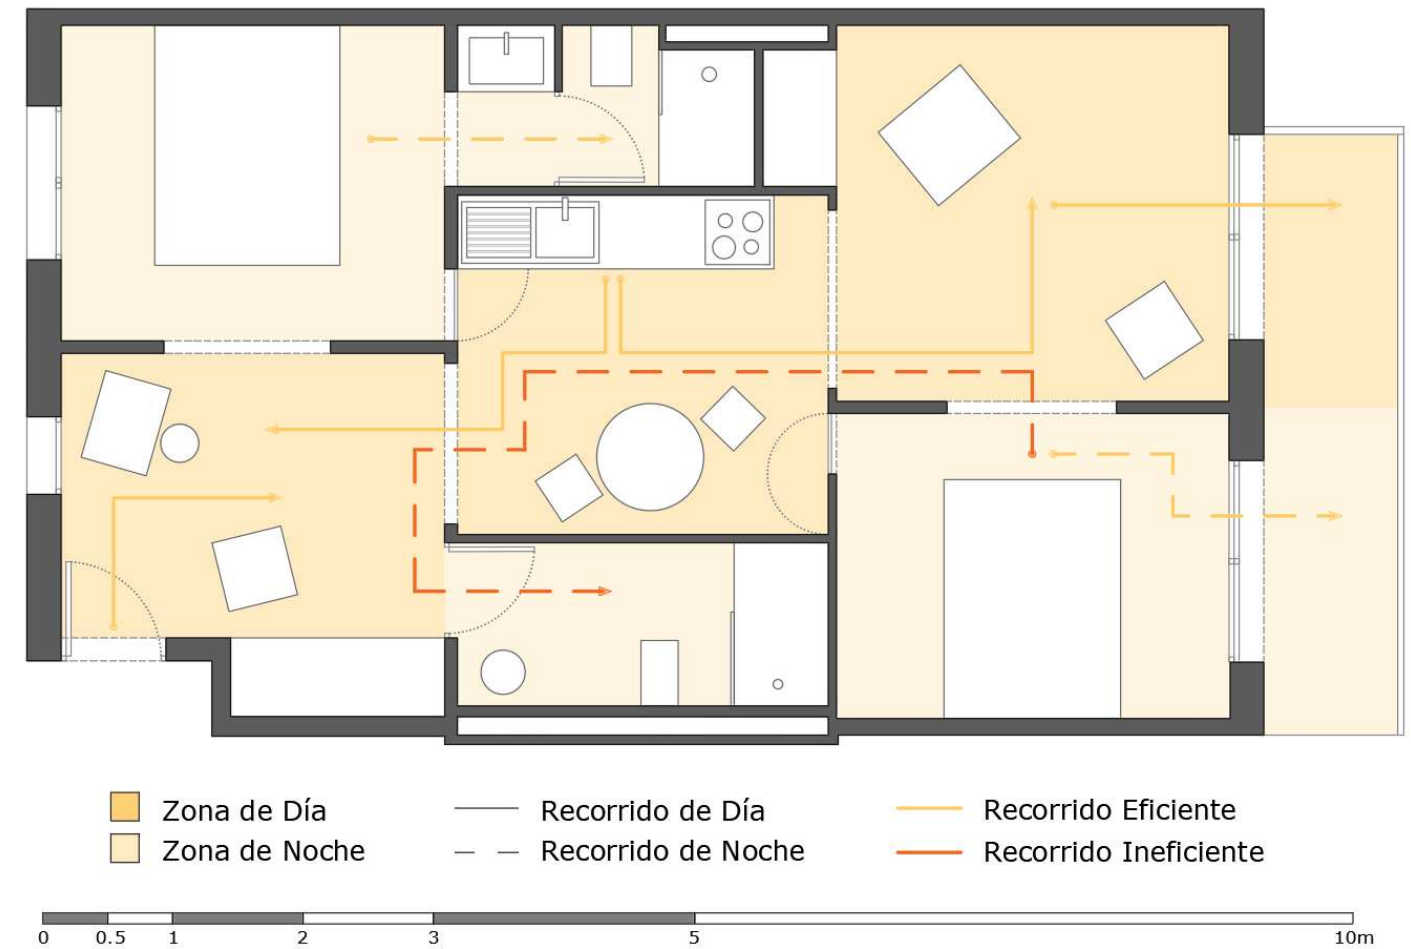 Zona de Día
Recorrido de Día
Recorrido Eficiente
Zona de Noche
Recorrido de Noche
Recorrido Ineficiente
0 0.5 1 2 3 5 10m